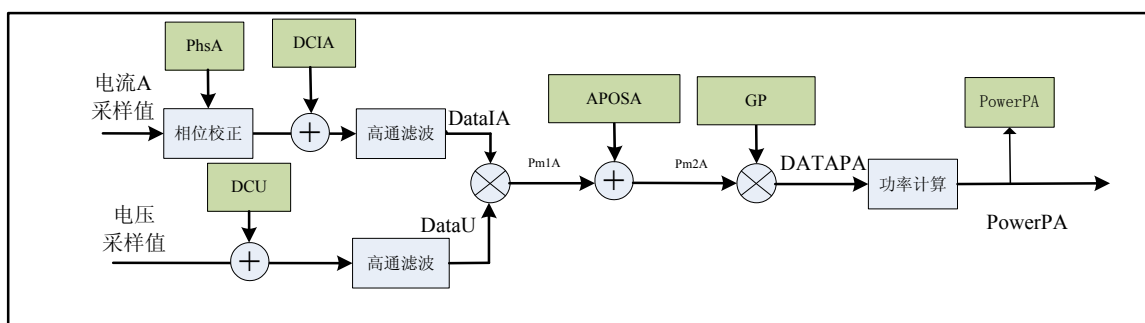 PhsA
DCIA
电流A
采样值
相位校正
高通滤波
DataIA
APOSA
GP
PowerPA
Pm1A
Pm2A
DATAPA
功率计算
PowerPA
DCU
电压
采样值
高通滤波
DataU